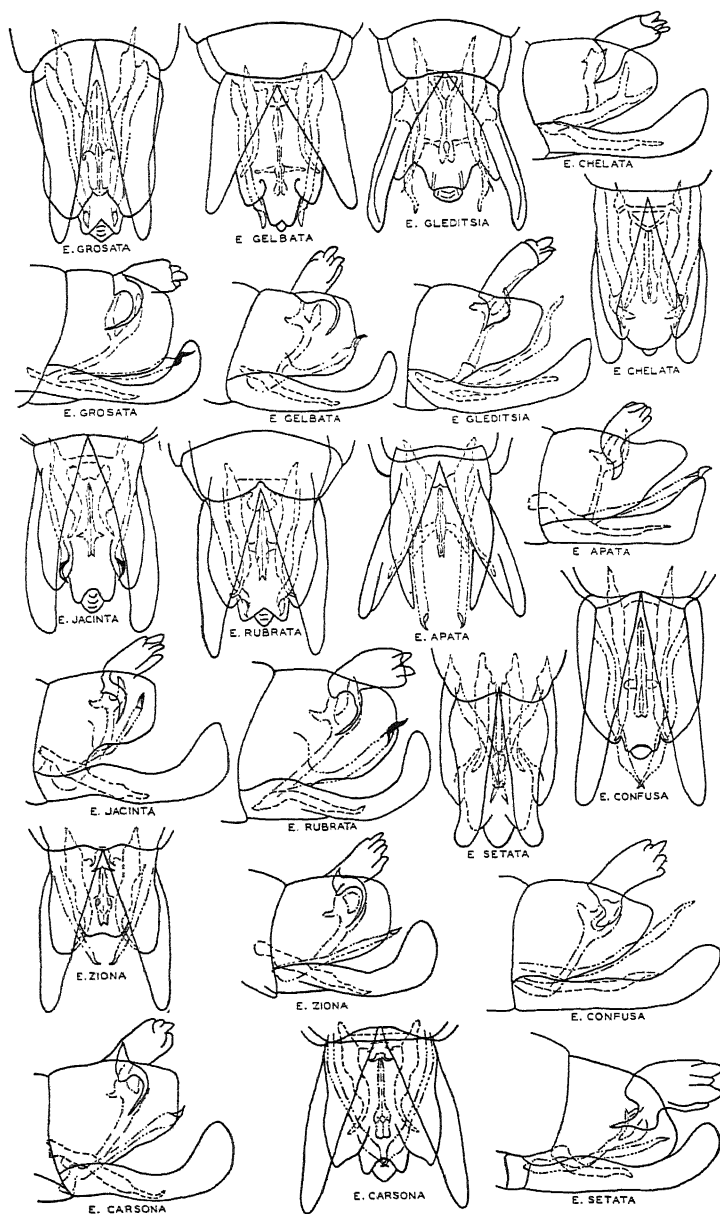 E. CHELATA
E. GROSATA
E GELBATA
E. GLEDITSIA
E CHELATA
E. GROSATA
E GELBATA
E GLEDITSIA
E APATA
E. JACINTA
E. RUBRATA
E. APATA
E. JACINTA
E. RUBRATA
E SETATA
E. CONFUSA
E. ZIONA
E. ZIONA
E. CONFUSA
E. CARSONA
E. CARSONA
E. SETATA